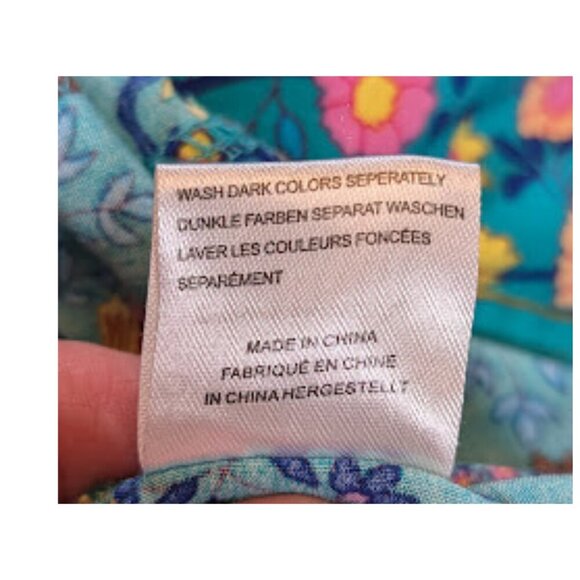 WASH DARK COLORS SEPERATELY
DUNKLE FARBEN SEPARAT WASCHEN
LAVER LES COULEURS FONCÉES
SEPARÉMENT
MADE IN CHINA
FABRIQUÉ EN CHINE
IN CHINA HERGESTELLT